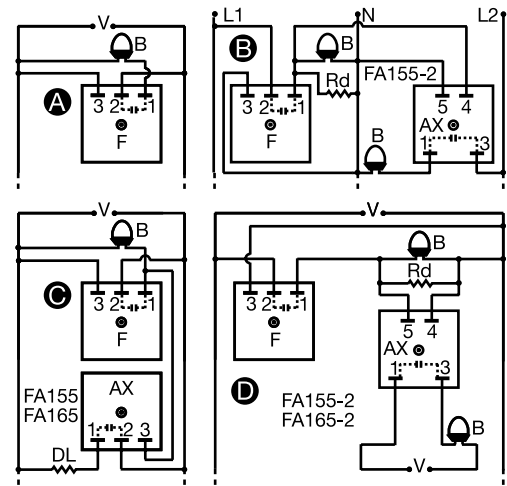 V
B
A
3 2 1
F
L1 N L2
B
B
Rd
FA155-2
3 2 1
F
5 4
AX
1 3
B
V
B
C
3 2 1
F
FA155
FA165
AX
1 2 3
DL
V
B
Rd
3 2 1
F
5 4
AX
1 3
D
FA155-2
FA165-2
B
V